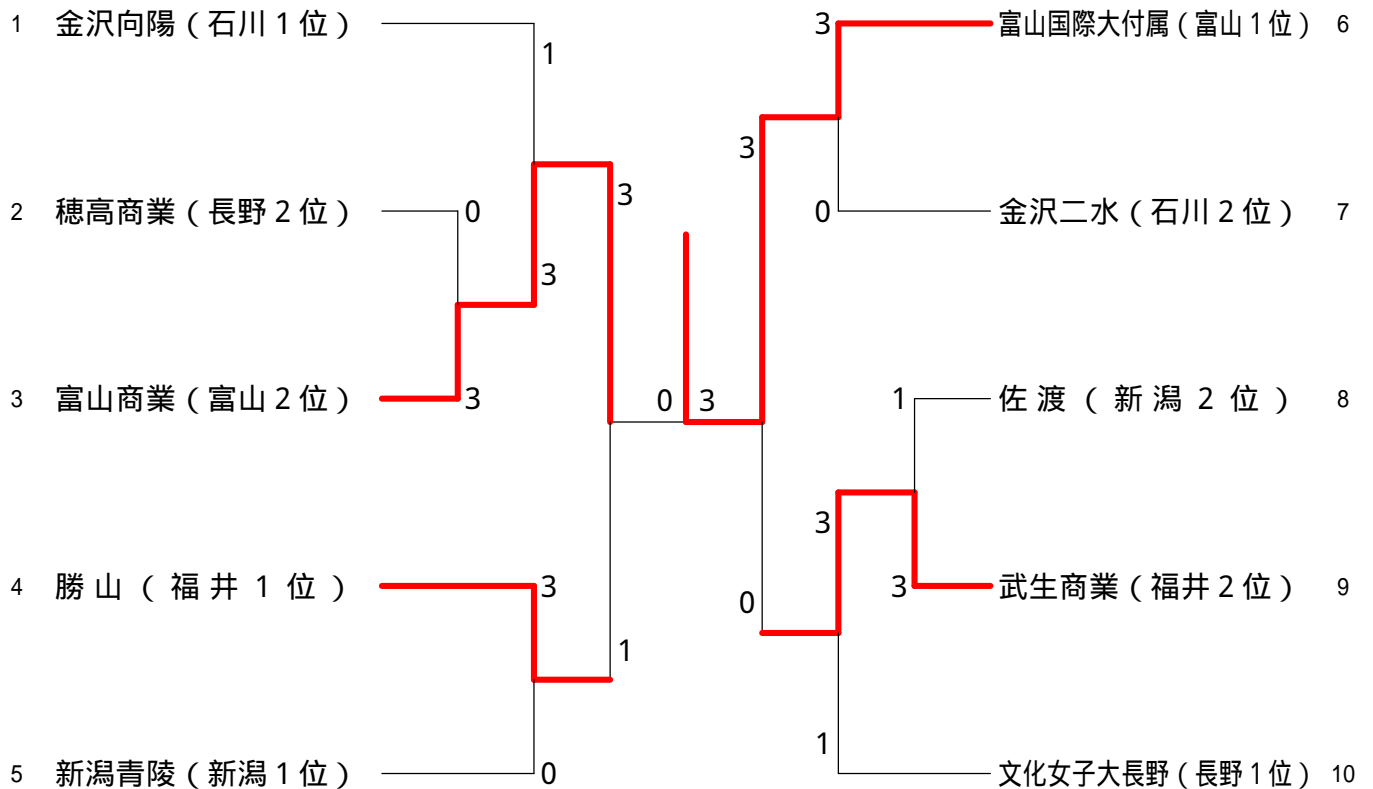 1 金沢向陽（石川１位）
1
2 穂高商業（長野２位）
0
3
3
3 富山商業（富山２位）
3
0
4 勝山（福井１位）
3
1
5 新潟青陵（新潟１位）
0
3
富山国際大付属（富山１位） 6
3
0
金沢二水（石川２位） 7
3
1
佐渡（新潟２位） 8
3
0
3
武生商業（福井２位） 9
1
文化女子大長野（長野１位） 10